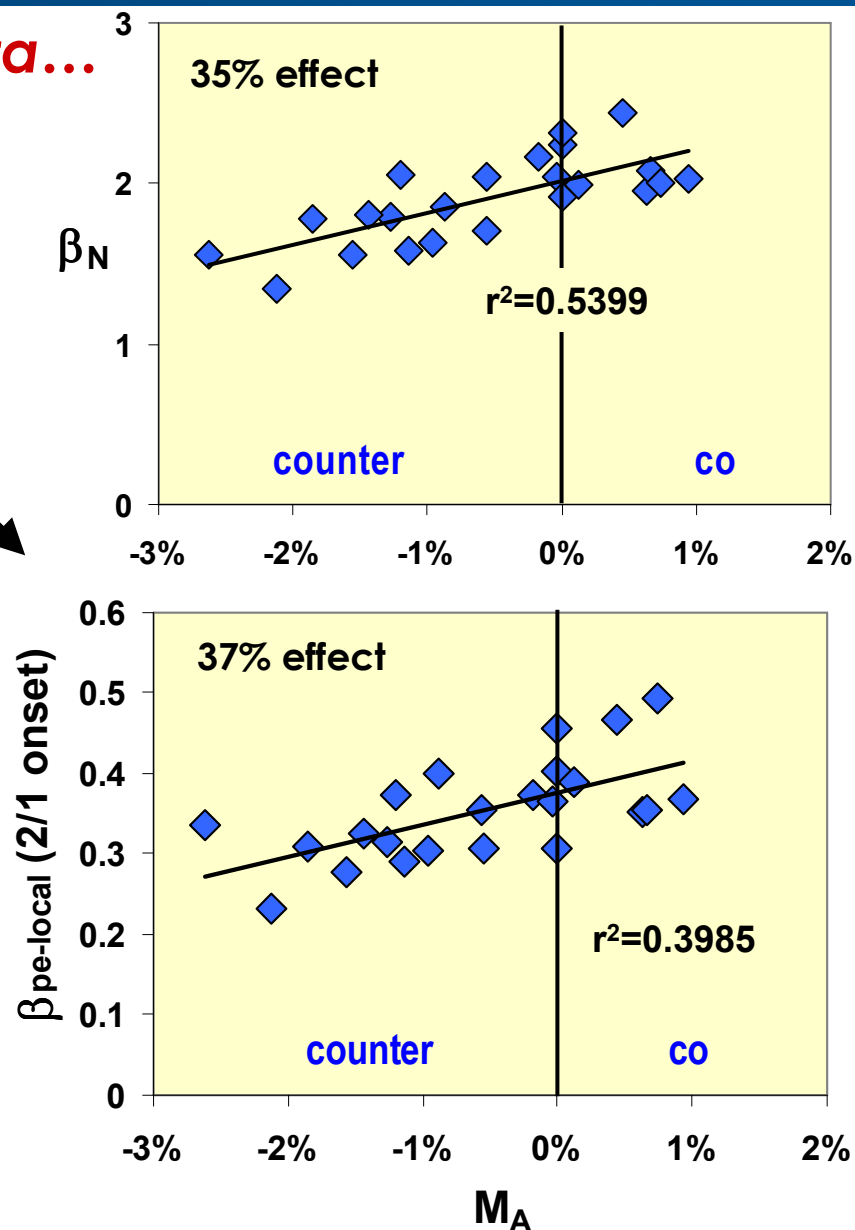 3
35% effect
2
βN
r2=0.5399
1
counter co
0
-3% -2% -1% 0% 1% 2%
0.6
37% effect
0.5
0.4
βpe-local (2/1 onset)
0.3
0.2
r2=0.3985
0.1
counter co
0
-3% -2% -1% 0% 1% 2%
MA